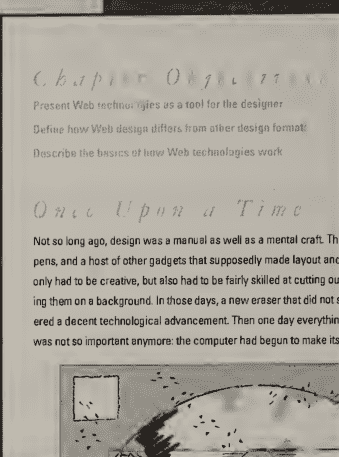 Chapter Objectives
Present Web technologies as a tool for the designer
Define how Web design differs from other design formats
Describe the basics of how Web technologies work
Once Upon a Time
Not so long ago, design was a manual as well as a mental craft. Th
pens, and a host of other gadgets that supposedly made layout and
only had to be creative, but also had to be fairly skilled at cutting ou
ing them on a background. In those days, a new eraser that did not s
ered a decent technological advancement. Then one day everythin
was not so important anymore: the computer had begun to make its